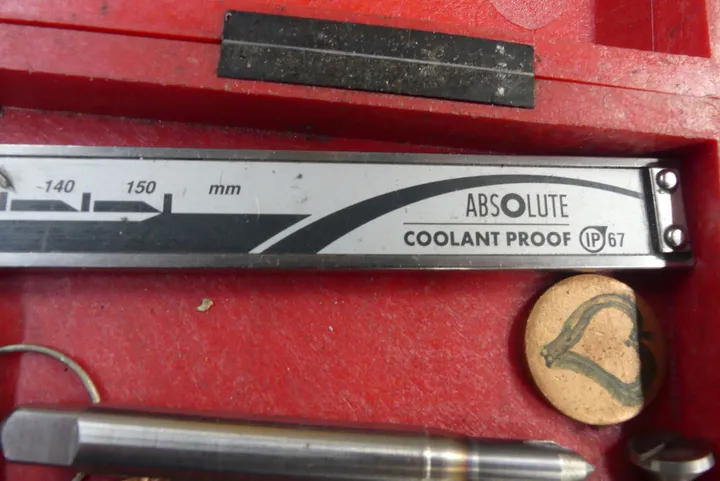 140 150 mm
ABSOLUTE
COOLANT PROOF IP67